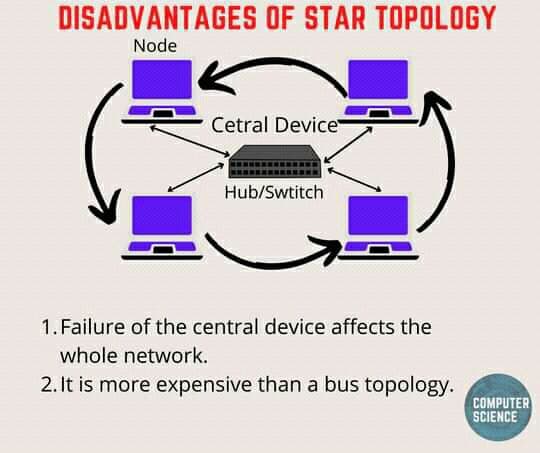 DISADVANTAGES OF STAR TOPOLOGY
Node
Cetral Device
Hub/Swtitch
1. Failure of the central device affects the
whole network.
2. It is more expensive than a bus topology.
COMPUTER
SCIENCE